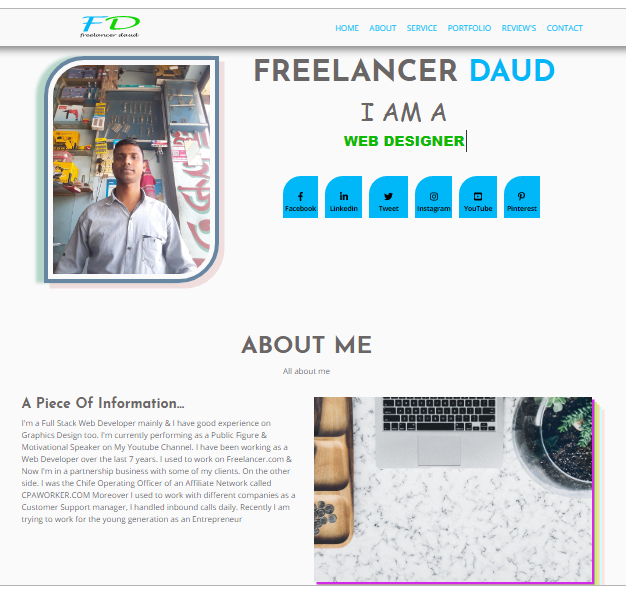 FD
freelancer daud
HOME ABOUT SERVICE PORTFOLIO REVIEW'S CONTACT
FREELANCER DAUD
I AM A
WEB DESIGNER
Facebook Linkedin Tweet Instagram YouTube Pinterest
ABOUT ME
All about me
A Piece Of Information...
I'm a Full Stack Web Developer mainly & I have good experience on
Graphics Design too. I'm currently performing as a Public Figure &
Motivational Speaker on My Youtube Channel. I have been working as a
Web Developer over the last 7 years. I used to work on Freelancer.com &
Now I'm in a partnership business with some of my clients. On the other
side. I was the Chife Operating Officer of an Affiliate Network called
CPAWORKER.COM Moreover I used to work with different companies as a
Customer Support manager, I handled inbound calls daily. Recently I am
trying to work for the young generation as an Entrepreneur